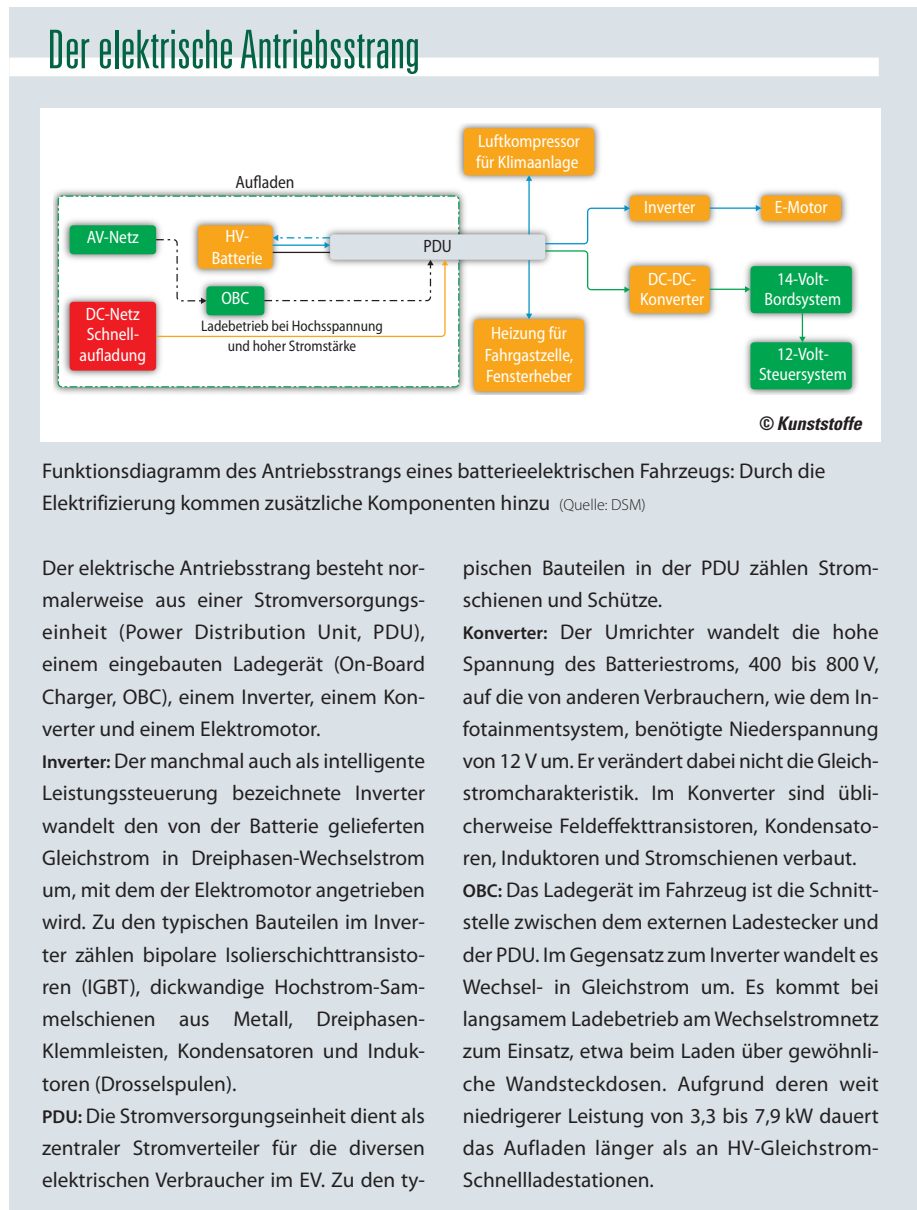 Der elektrische Antriebsstrang
Luftkompressor
für Klimaanlage
Aufladen
AV-Netz
HV-
Batterie
PDU
Inverter
E-Motor
OBC
DC-DC-
Konverter
14-Volt-
Bordsystem
DC-Netz
Schnell-
aufladung
Ladebetrieb bei Hochsspannung
und hoher Stromstärke
Heizung für
Fahrgastzelle,
Fensterheber
12-Volt-
Steuersystem
© Kunststoffe
Funktionsdiagramm des Antriebsstrangs eines batterieelektrischen Fahrzeugs: Durch die
Elektrifizierung kommen zusätzliche Komponenten hinzu (Quelle: DSM)
Der elektrische Antriebsstrang besteht nor-
malerweise aus einer Stromversorgungs-
einheit (Power Distribution Unit, PDU),
einem eingebauten Ladegerät (On-Board
Charger, OBC), einem Inverter, einem Kon-
verter und einem Elektromotor.
Inverter: Der manchmal auch als intelligente
Leistungssteuerung bezeichnete Inverter
wandelt den von der Batterie gelieferten
Gleichstrom in Dreiphasen-Wechselstrom
um, mit dem der Elektromotor angetrieben
wird. Zu den typischen Bauteilen im Inver-
ter zählen bipolare Isolierschichttransisto-
ren (IGBT), dickwandige Hochstrom-Sam-
melschienen aus Metall, Dreiphasen-
Klemmleisten, Kondensatoren und Induk-
toren (Drosselspulen).
PDU: Die Stromversorgungseinheit dient als
zentraler Stromverteiler für die diversen
elektrischen Verbraucher im EV. Zu den ty-
pischen Bauteilen in der PDU zählen Strom-
schienen und Schütze.
Konverter: Der Umrichter wandelt die hohe
Spannung des Batteriestroms, 400 bis 800 V,
auf die von anderen Verbrauchern, wie dem In-
fotainmentsystem, benötigte Niederspannung
von 12 V um. Er verändert dabei nicht die Gleich-
stromcharakteristik. Im Konverter sind übli-
cherweise Feldeffekttransistoren, Kondensato-
ren, Induktoren und Stromschienen verbaut.
OBC: Das Ladegerät im Fahrzeug ist die Schnitt-
stelle zwischen dem externen Ladestecker und
der PDU. Im Gegensatz zum Inverter wandelt es
Wechsel- in Gleichstrom um. Es kommt bei
langsamem Ladebetrieb am Wechselstromnetz
zum Einsatz, etwa beim Laden über gewöhnli-
che Wandsteckdosen. Aufgrund deren weit
niedrigerer Leistung von 3,3 bis 7,9 kW dauert
das Aufladen länger als an HV-Gleichstrom-
Schnellladestationen.